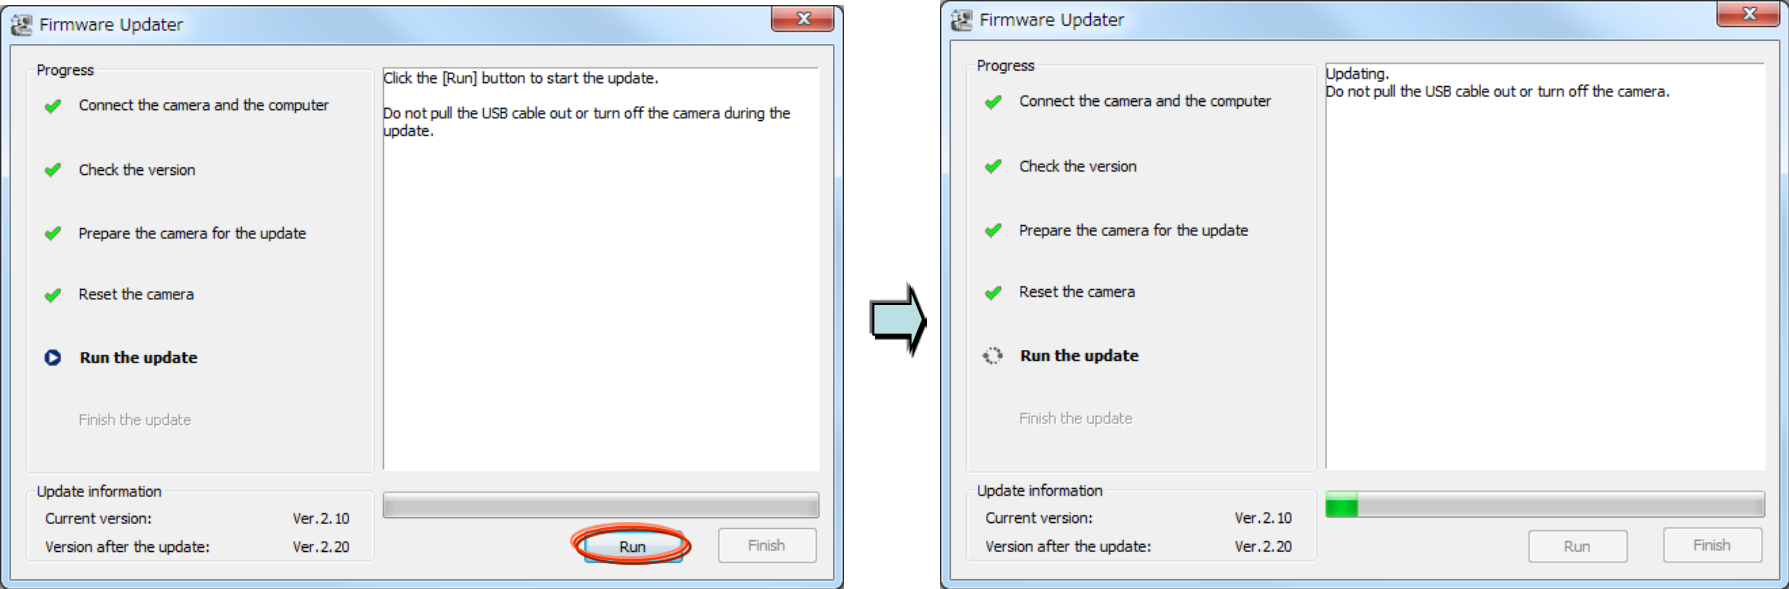 Firmware Updater
Progress
Connect the camera and the computer
Check the version
Prepare the camera for the update
Reset the camera
Run the update
Finish the update
Click the [Run] button to start the update.
Do not pull the USB cable out or turn off the camera during the
update.
Update information
Current version: Ver.2.10
Version after the update: Ver.2.20
Run Finish
Firmware Updater
Progress
Connect the camera and the computer
Check the version
Prepare the camera for the update
Reset the camera
Run the update
Finish the update
Updating.
Do not pull the USB cable out or turn off the camera.
Update information
Current version: Ver.2.10
Version after the update: Ver.2.20
Run Finish